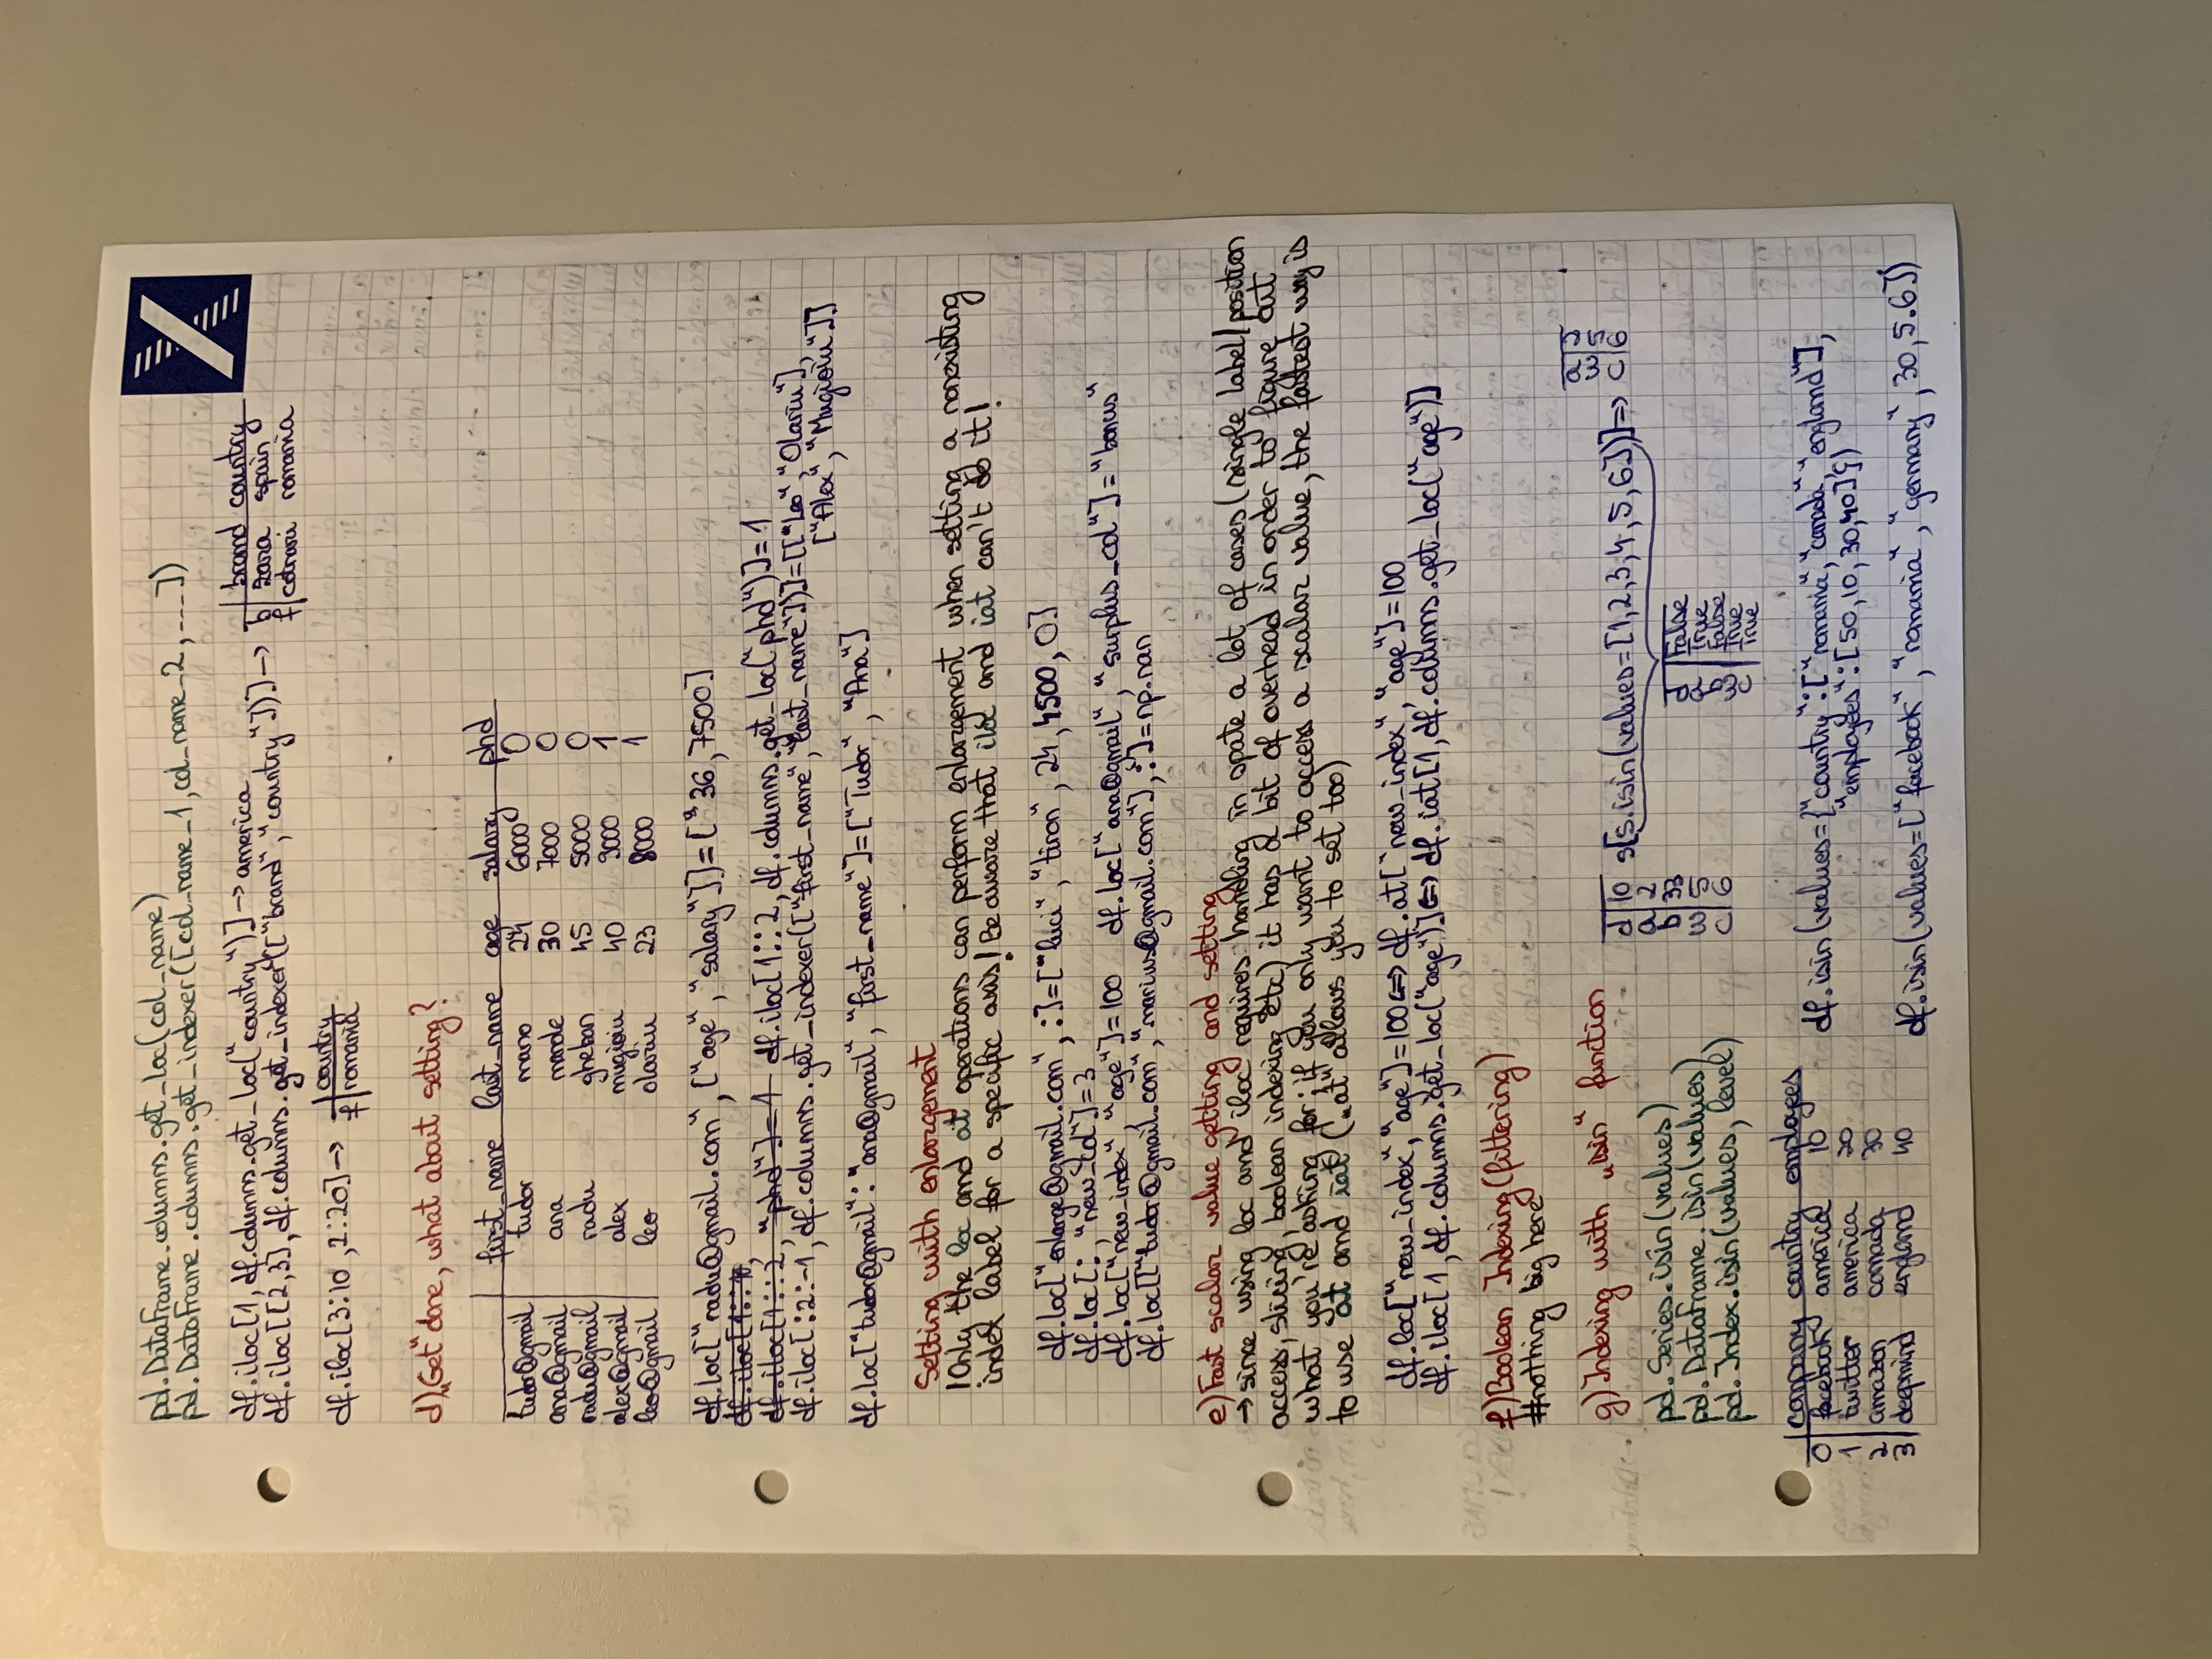 pd.DataFrame.columns.get_loc(col_name)
pd.DataFrame.columns.get_indexer([col_name_1,col_name_2,---])
df.iloc[1,df.columns.get_loc("country")]→america
df.iloc[[2,3],df.columns.get_indexer(["brand","country"])]→
brand country
b zara spain
f cotnari romania
df.iloc[3:10,2:20]→
country
f romania
d)„Get" done, what about setting?
first_name last_name age salary phd
tudor@gmail tudor mano 24 6000 0
ana@gmail ana mande 30 7000 0
radu@gmail radu gheban 45 5000 0
alex@gmail alex mugioiu 40 9000 1
leo@gmail leo olariu 23 8000 1
df.loc["radu@gmail.com",["age","salary"]]=["36,7500]
df.iloc[1::1,
df.iloc[1::2,"phd"]=1 df.iloc[1::2,df.columns.get_loc("phd")]=1
df.iloc[:2:-1,df.columns.get_indexer(["first_name","last_name"])]=[["Leo","Olariu"],
["Alex","Mugioiu"]]
df.loc["tudor@gmail":"ana@gmail","first_name"]=["Tudor","Ana"]
Setting with enlargement
!Only the loc and at operations can perform enlargement when setting a nonexisting
index label for a specific axis! Be aware that iloc and iat can't do it!
df.loc["enlarge@gmail.com",:]=["luci","tiron",24,4500,0]
df.loc[:,"new_col"]=3
df.loc["new_index","age"]=100 df.loc["ana@gmail","surplus_col"]="bonus"
df.loc[["tudor@gmail.com","marius@gmail.com"],:]=np.nan
e)Fast scalar value getting and setting
→since using loc and iloc requires handling in spate a lot of cases(single label/position
access, slicing, boolean indexing etc) it has a bit of overhead in order to figure out
what you're asking for; if you only want to access a scalar value, the fastest way is
to use at and iat („at" allows you to set too)
df.loc["new_index","age"]=100⇔df.at["new_index","age"]=100
df.iloc[1,df.columns.get_loc("age")]⇔df.iat[1,df.columns.get_loc("age")]
f)Boolean Indexing(filtering)
#nothing big here
g)Indexing with „isin" function
pd.Series.isin(values)
pd.DataFrame.isin(values)
pd.Index.isin(values,level)
d 10
a 2
b 33
w 5
c 6
s[s.isin(values=[1,2,3,4,5,6])]⇒
a 2
w 5
c 6
d False
a True
b False
w True
c True
company country employees
0 facebook america 10
1 twitter america 20
2 amazon canada 30
3 deepmind england 40
df.isin(values={"country":["romania","canada","england"],
"employees":[50,10,30,40]})
df.isin(values=["facebook","romania","germany",30,5.6])